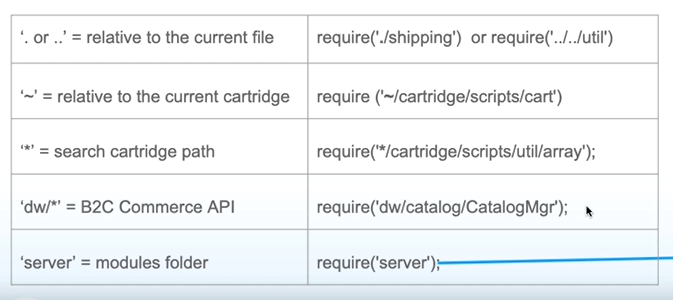 '. or ..' = relative to the current file
require('./shipping')  or require('../../util')
'~' = relative to the current cartridge
require ('~/cartridge/scripts/cart')
'*' = search cartridge path
require('*/cartridge/scripts/util/array');
'dw/*' = B2C Commerce API
require('dw/catalog/CatalogMgr');
'server' = modules folder
require('server');